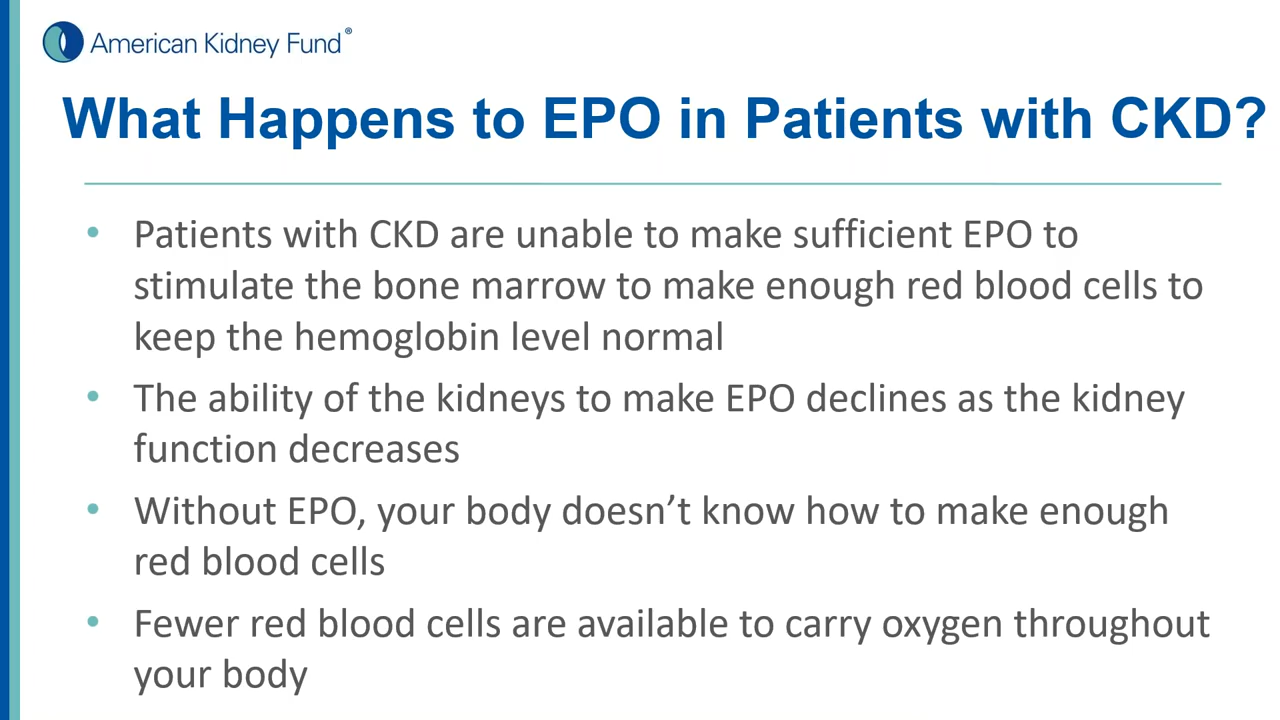 American Kidney Fund®
What Happens to EPO in Patients with CKD?
• Patients with CKD are unable to make sufficient EPO to
stimulate the bone marrow to make enough red blood cells to
keep the hemoglobin level normal
• The ability of the kidneys to make EPO declines as the kidney
function decreases
• Without EPO, your body doesn’t know how to make enough
red blood cells
• Fewer red blood cells are available to carry oxygen throughout
your body